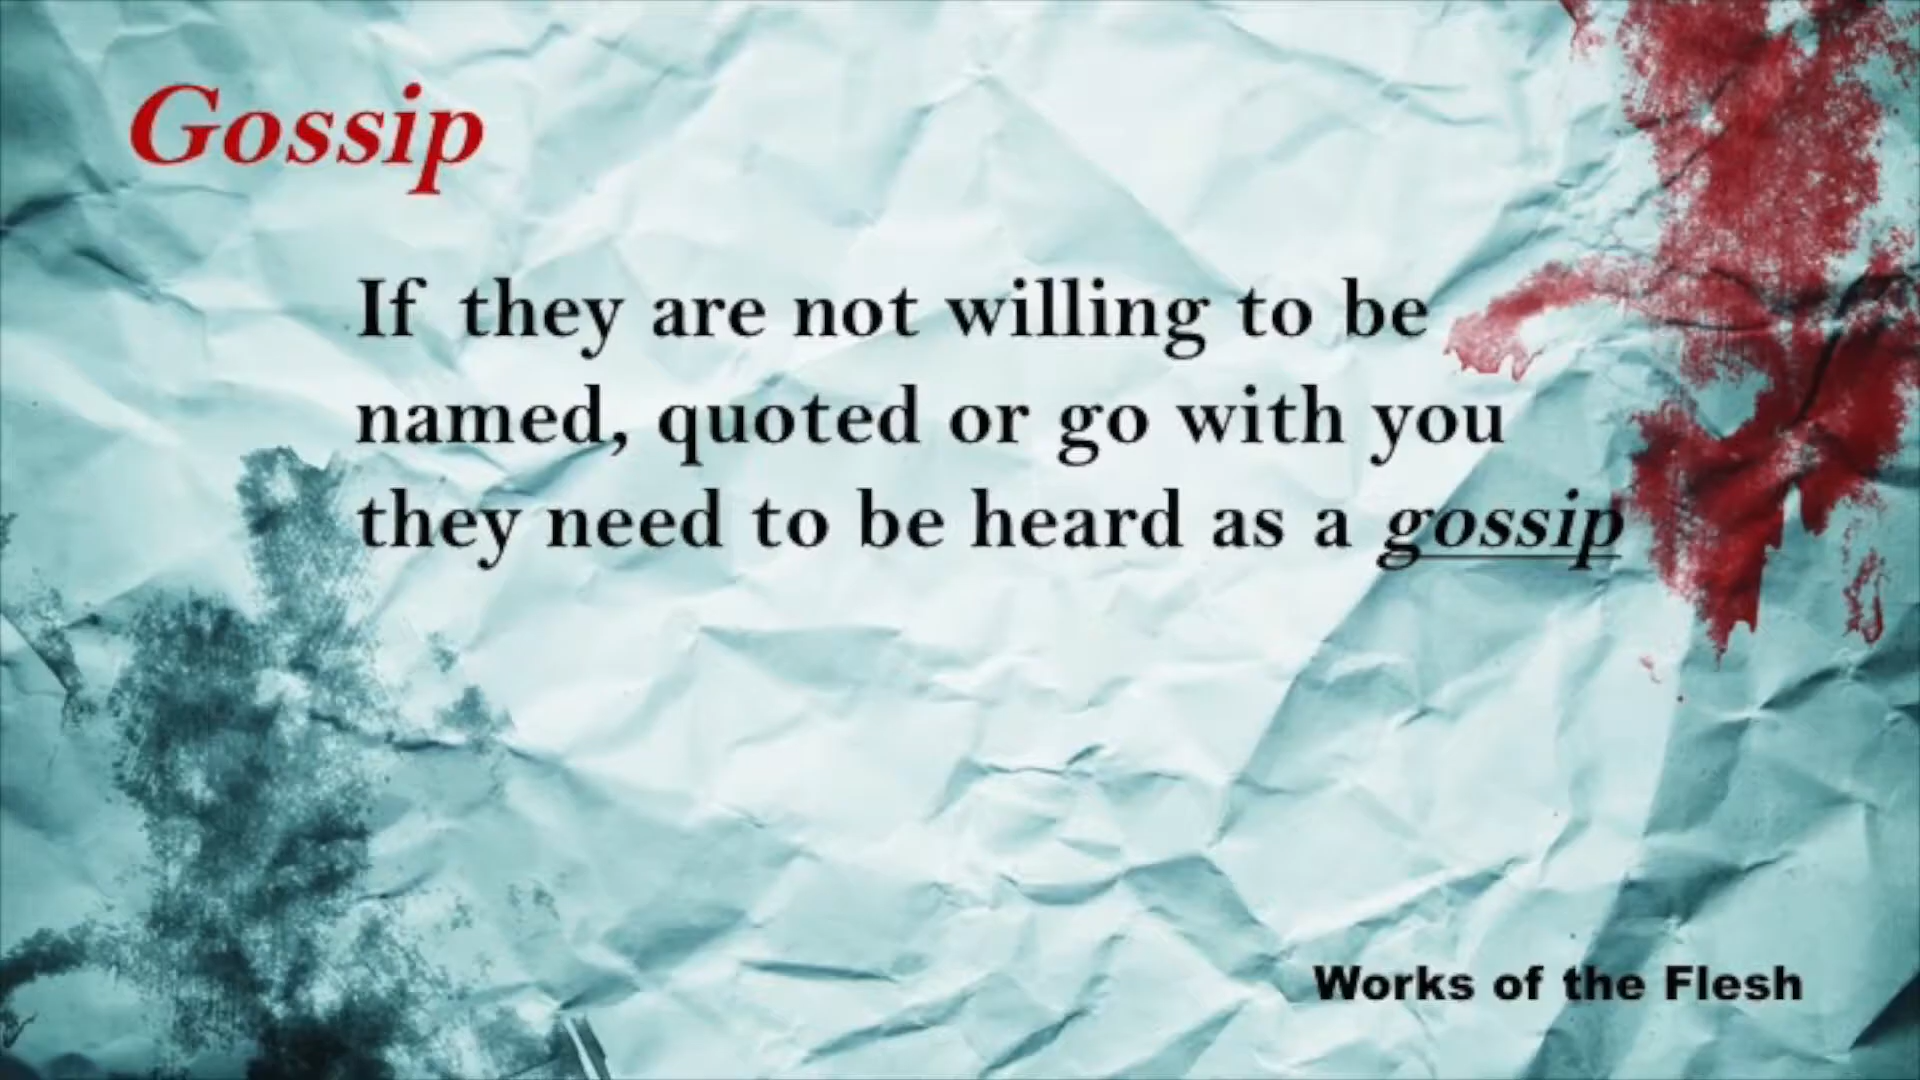 Gossip
If they are not willing to be
named, quoted or go with you
they need to be heard as a gossip
Works of the Flesh